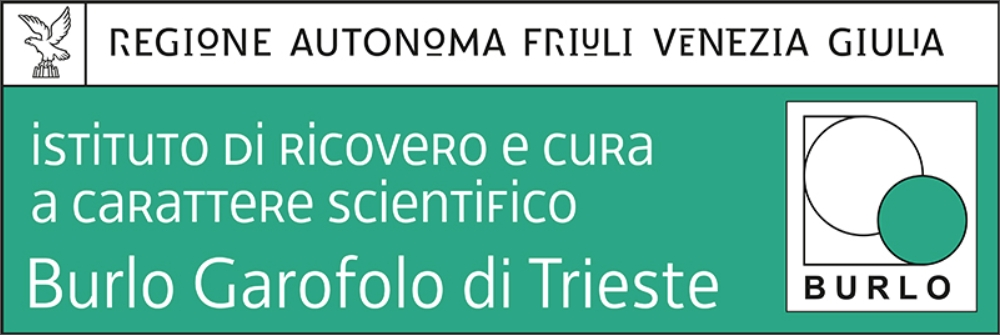 REGIONE AUTONOMA FRIULI VENEZIA GIULIA
istituto di ricovero e cura
a carattere scientifico
Burlo Garofolo di Trieste
BURLO